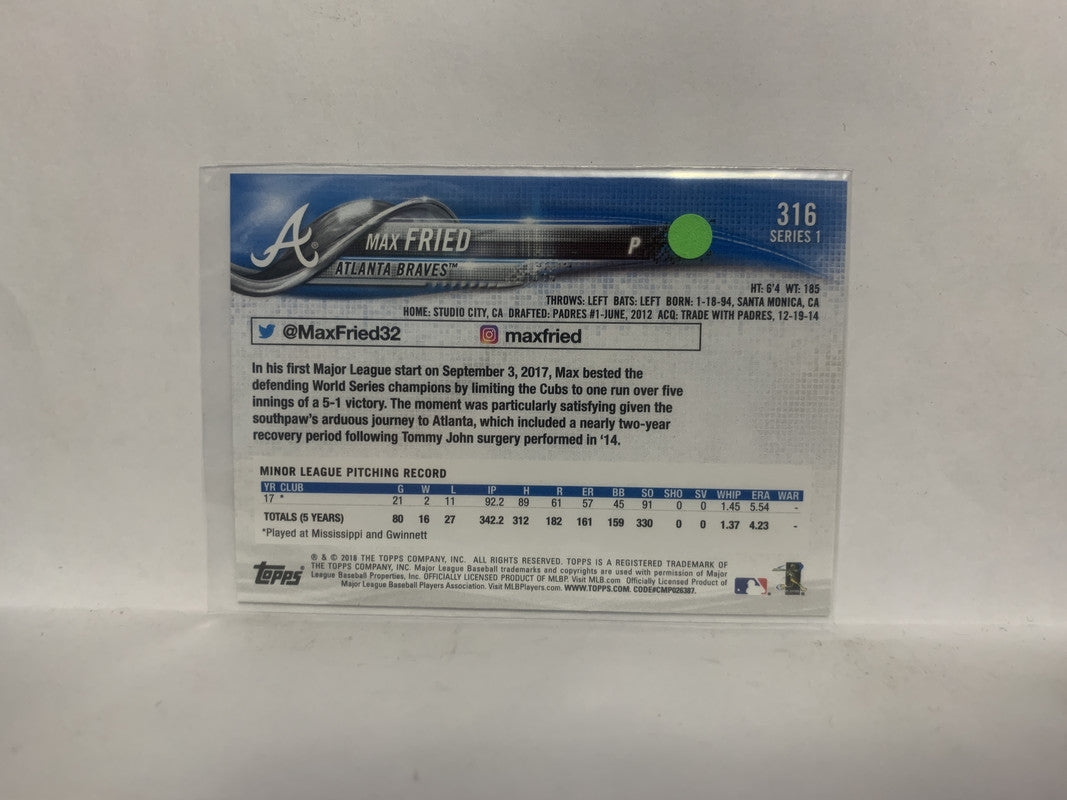 A®
MAX FRIED
P
316
SERIES 1
ATLANTA BRAVES™
HT: 6'4 WT: 185
THROWS: LEFT BATS: LEFT BORN: 1-18-94, SANTA MONICA, CA
HOME: STUDIO CITY, CA DRAFTED: PADRES #1-JUNE, 2012 ACQ: TRADE WITH PADRES, 12-19-14
@MaxFried32 maxfried
In his first Major League start on September 3, 2017, Max bested the
defending World Series champions by limiting the Cubs to one run over five
innings of a 5-1 victory. The moment was particularly satisfying given the
southpaw's arduous journey to Atlanta, which included a nearly two-year
recovery period following Tommy John surgery performed in '14.
MINOR LEAGUE PITCHING RECORD
YR CLUB G W L IP H R ER BB SO SHO SV WHIP ERA WAR
17 * 21 2 11 92.2 89 61 57 45 91 0 0 1.45 5.54 -
TOTALS (5 YEARS) 80 16 27 342.2 312 182 161 159 330 0 0 1.37 4.23 -
*Played at Mississippi and Gwinnett
® & © 2018 THE TOPPS COMPANY, INC. ALL RIGHTS RESERVED. TOPPS IS A REGISTERED TRADEMARK OF
THE TOPPS COMPANY, INC. Major League Baseball trademarks and copyrights are used with permission of Major
League Baseball Properties, Inc. OFFICIALLY LICENSED PRODUCT OF MLBP. Visit MLB.com Officially Licensed Product of
Major League Baseball Players Association. Visit MLBPlayers.com. WWW.TOPPS.COM. CODE#CMP026387.
topps®